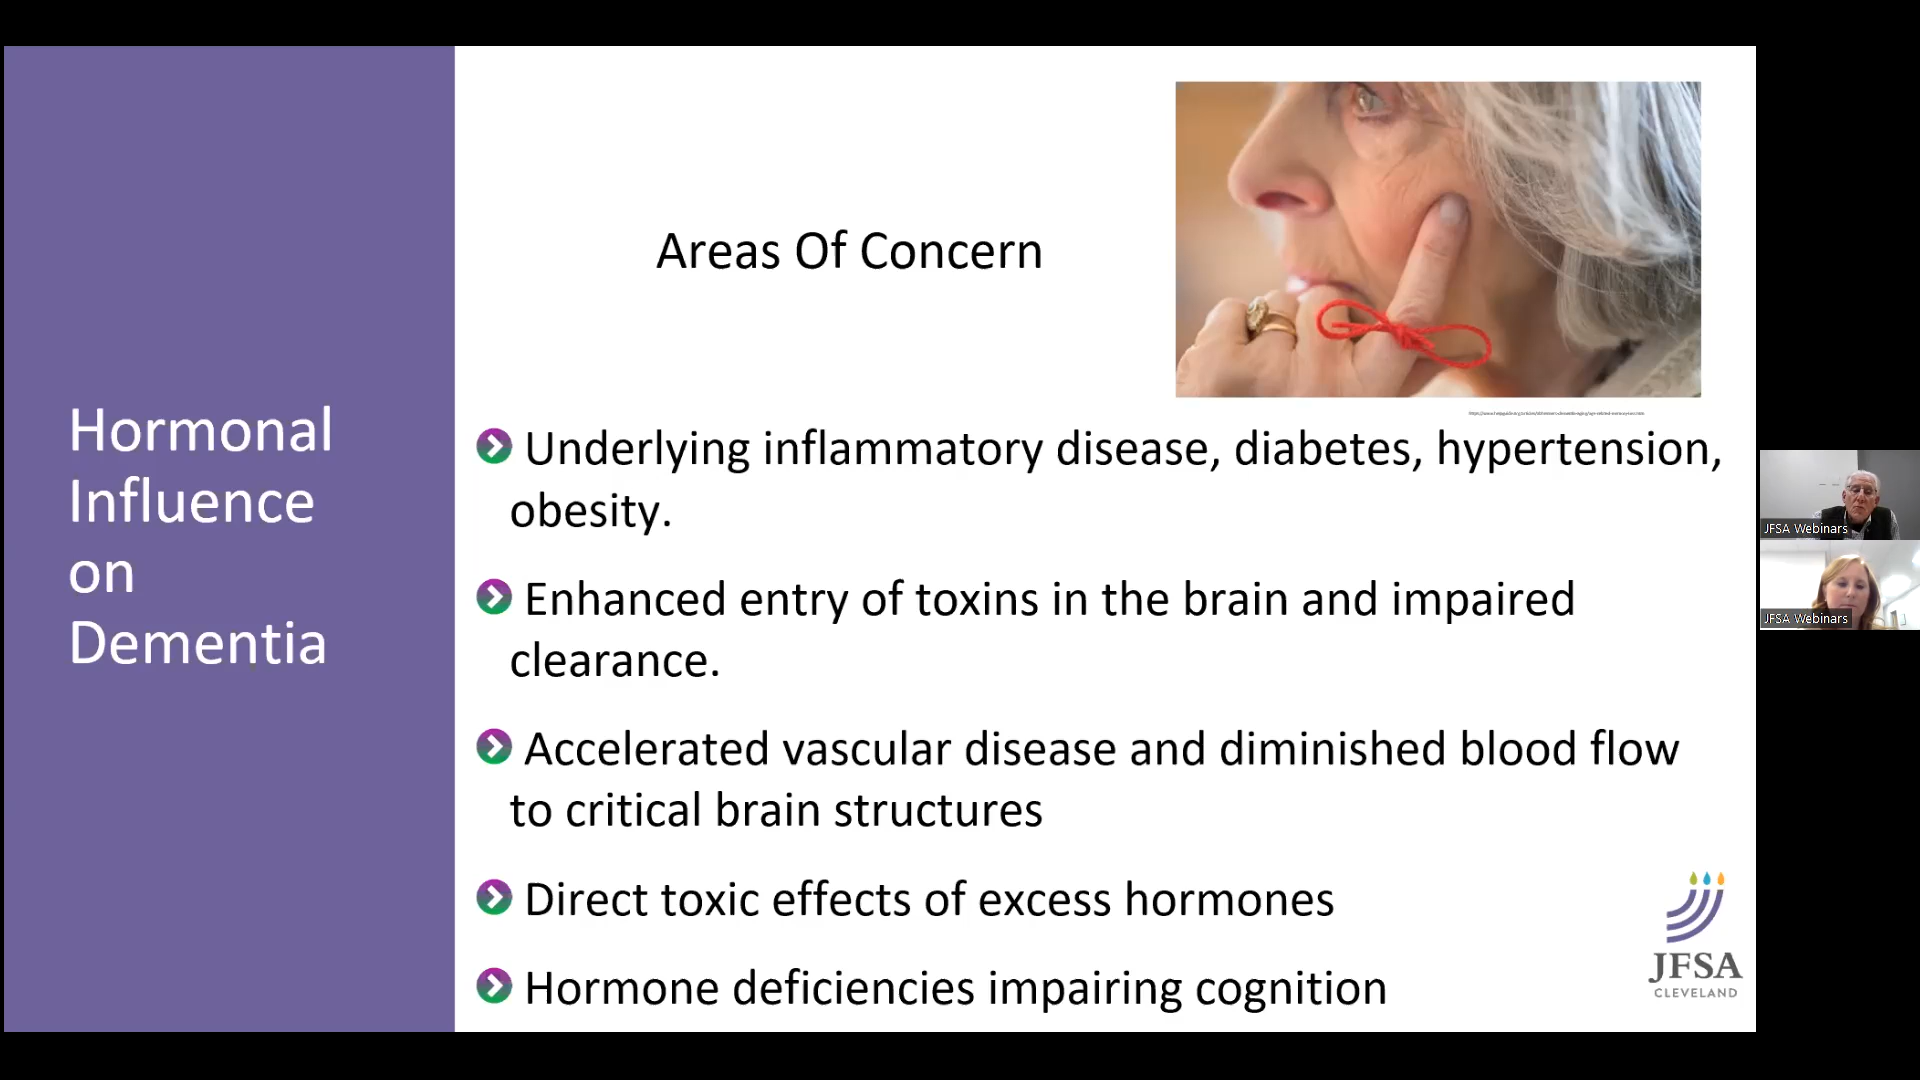 Areas Of Concern
Hormonal
Influence
on
Dementia
Underlying inflammatory disease, diabetes, hypertension,
obesity.
Enhanced entry of toxins in the brain and impaired
clearance.
Accelerated vascular disease and diminished blood flow
to critical brain structures
Direct toxic effects of excess hormones
Hormone deficiencies impairing cognition
JFSA
CLEVELAND
JFSA Webinars
JFSA Webinars